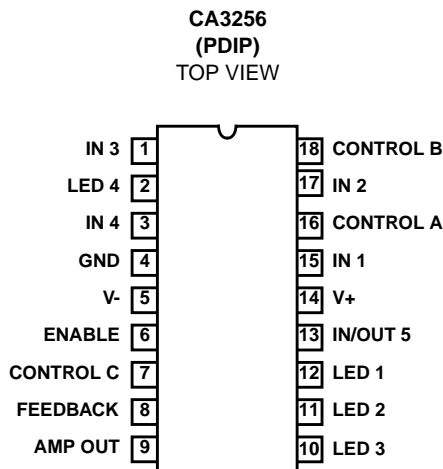 CA3256
(PDIP)
TOP VIEW
IN 3 1 18 CONTROL B
LED 4 2 17 IN 2
IN 4 3 16 CONTROL A
GND 4 15 IN 1
V- 5 14 V+
ENABLE 6 13 IN/OUT 5
CONTROL C 7 12 LED 1
FEEDBACK 8 11 LED 2
AMP OUT 9 10 LED 3